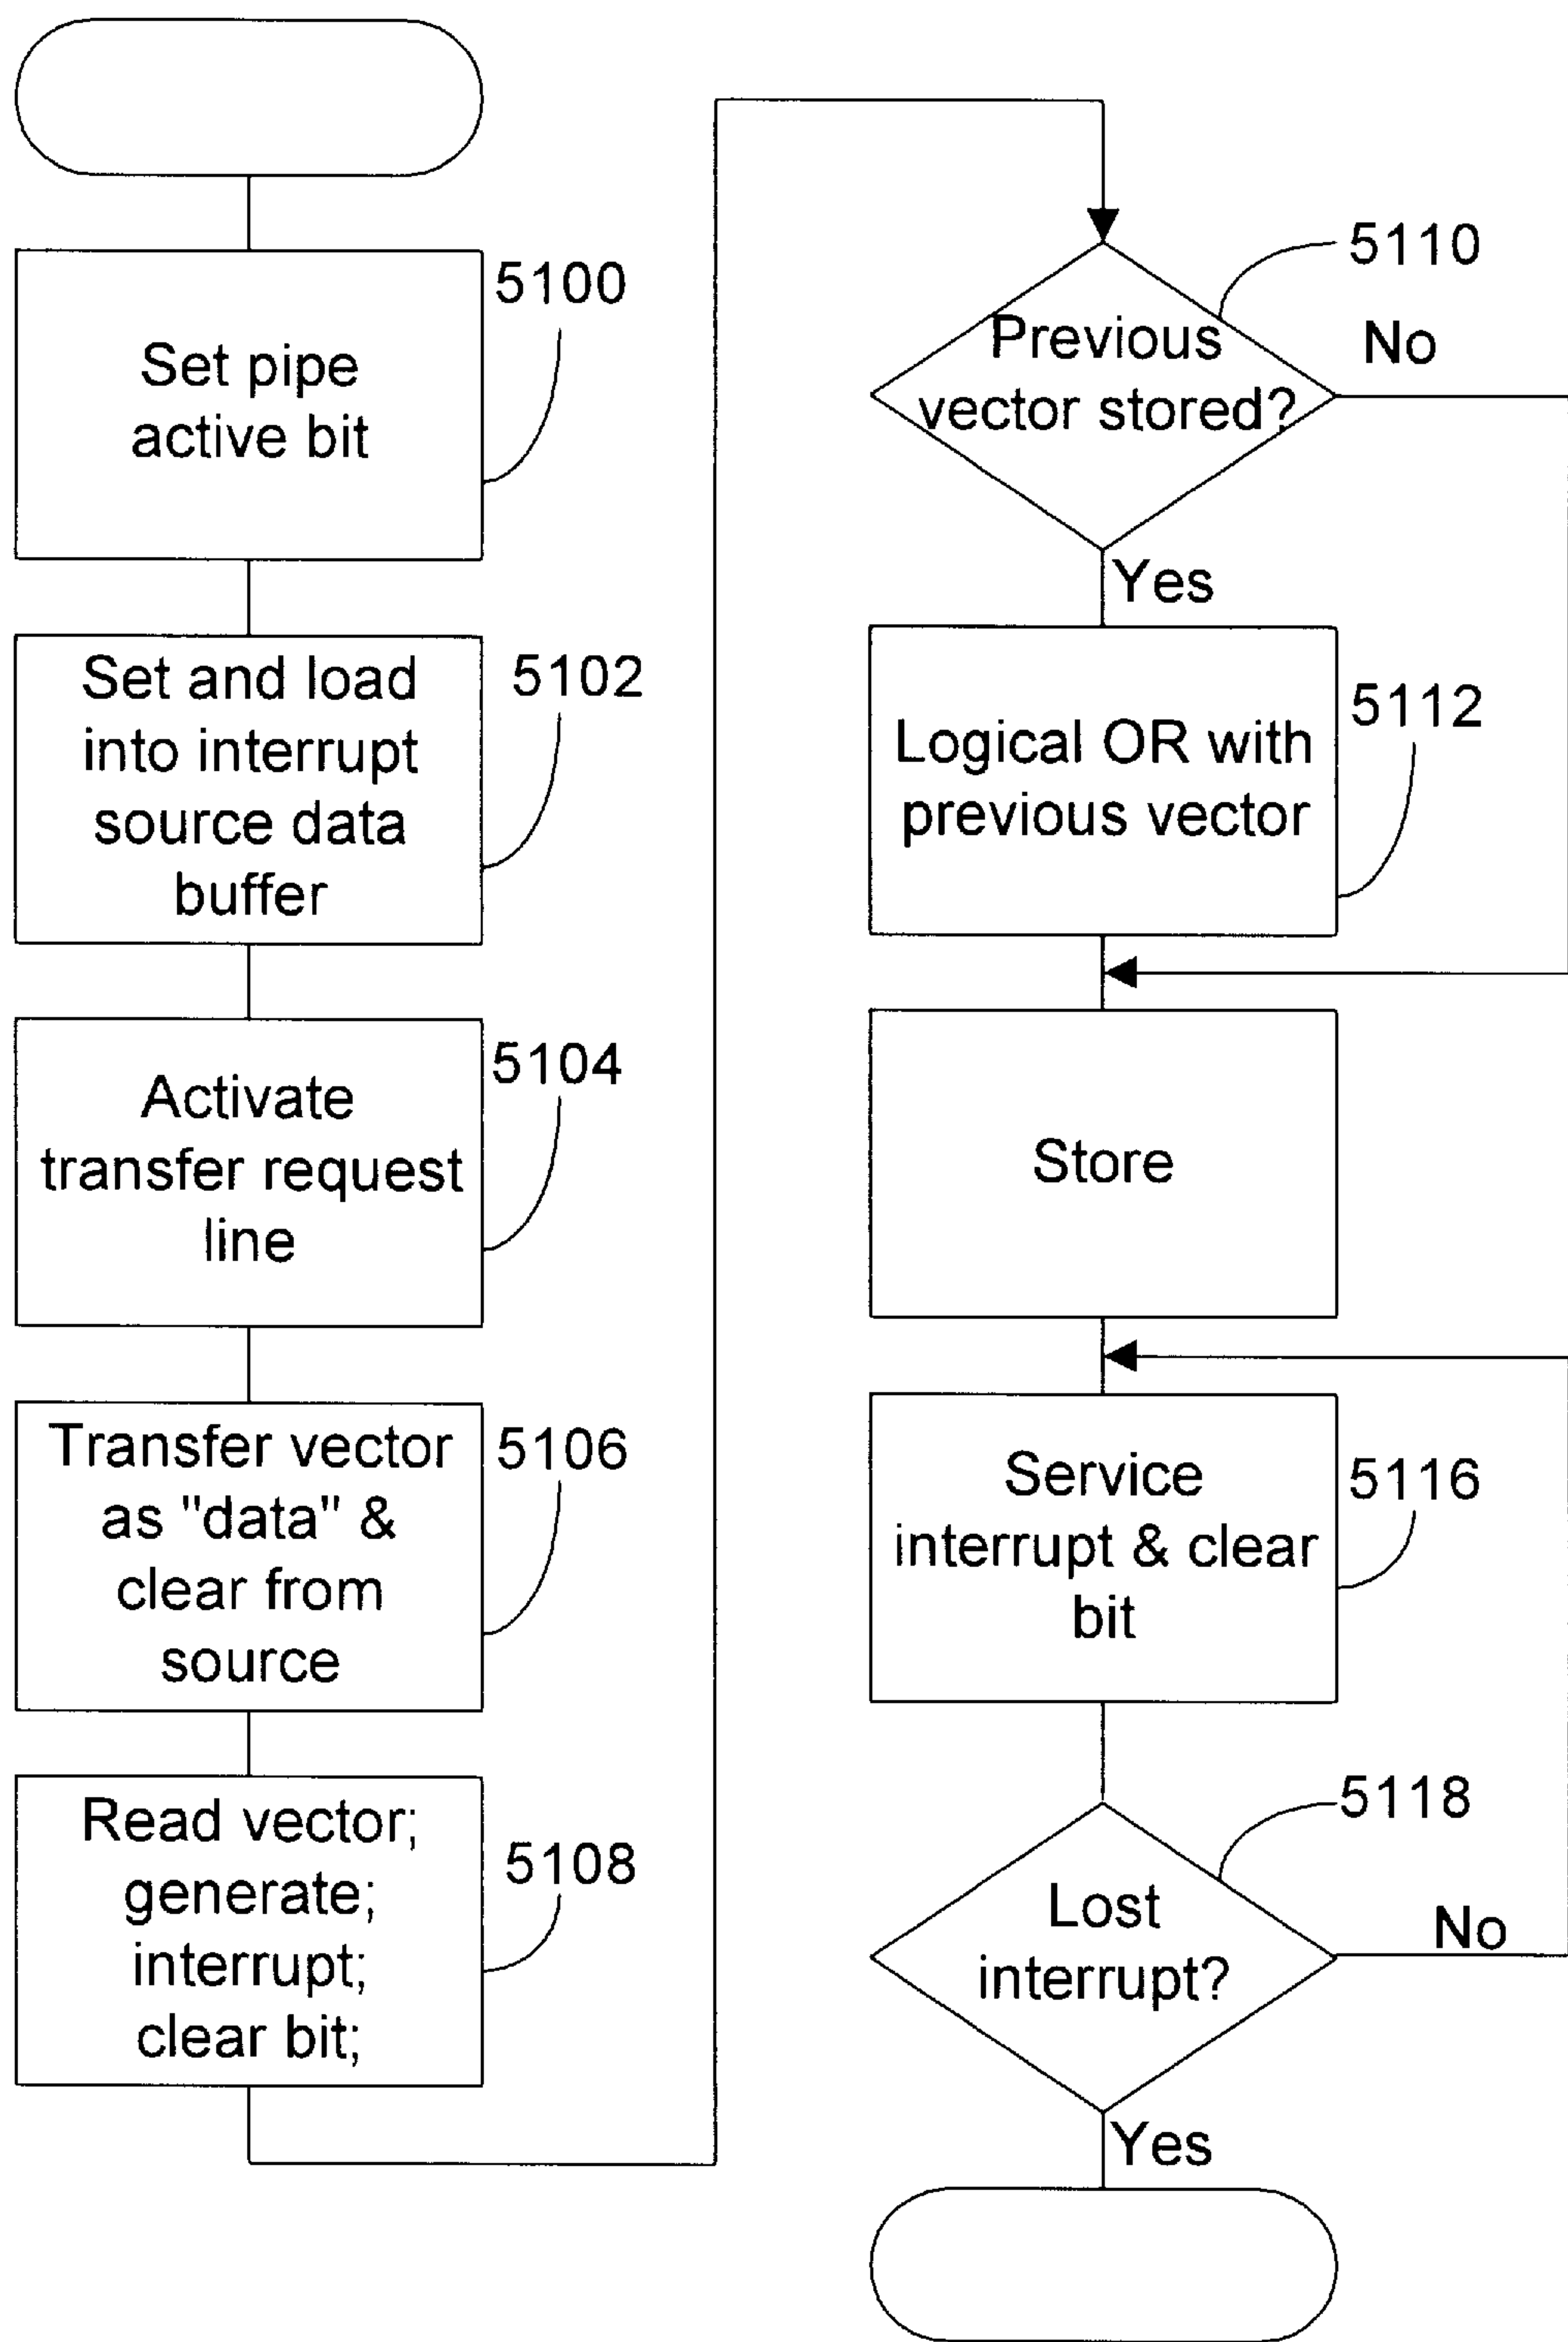 5100
Set pipe
active bit
5102
Set and load
into interrupt
source data
buffer
5104
Activate
transfer request
line
5106
Transfer vector
as "data" &
clear from
source
5108
Read vector;
generate;
interrupt;
clear bit;
5110
Previous
vector stored?
No
Yes
5112
Logical OR with
previous vector
Store
5116
Service
interrupt & clear
bit
5118
Lost
interrupt?
No
Yes